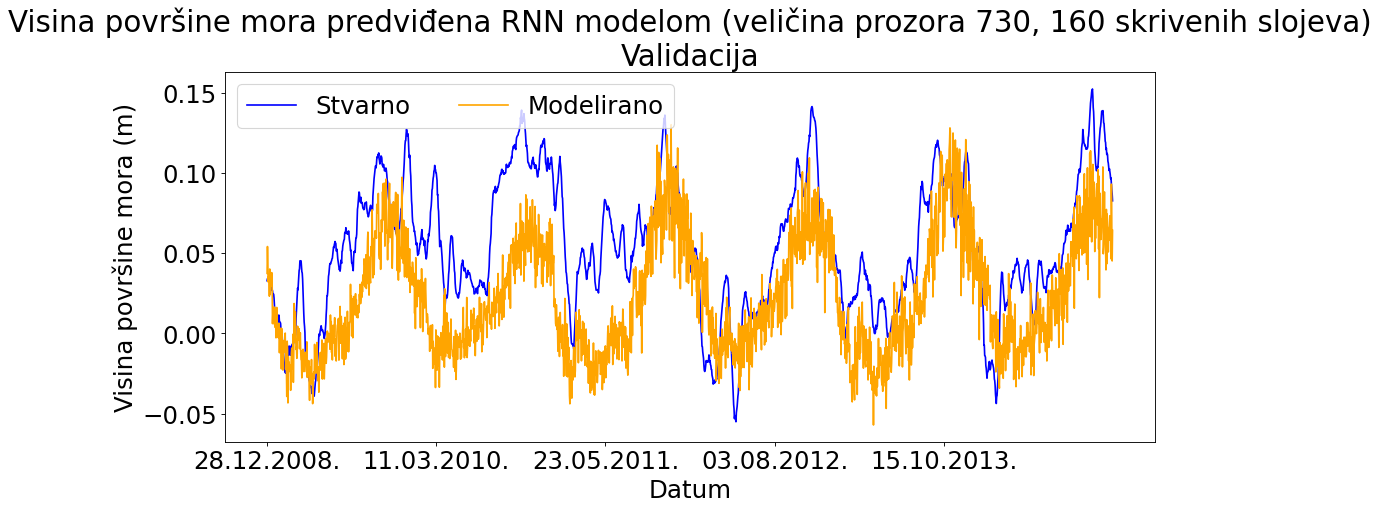 Visina površine mora predviđena RNN modelom (veličina prozora 730, 160 skrivenih slojeva)
Validacija
Stvarno
Modelirano
Visina površine mora (m)
0.15
0.10
0.05
0.00
−0.05
28.12.2008.
11.03.2010.
23.05.2011.
03.08.2012.
15.10.2013.
Datum